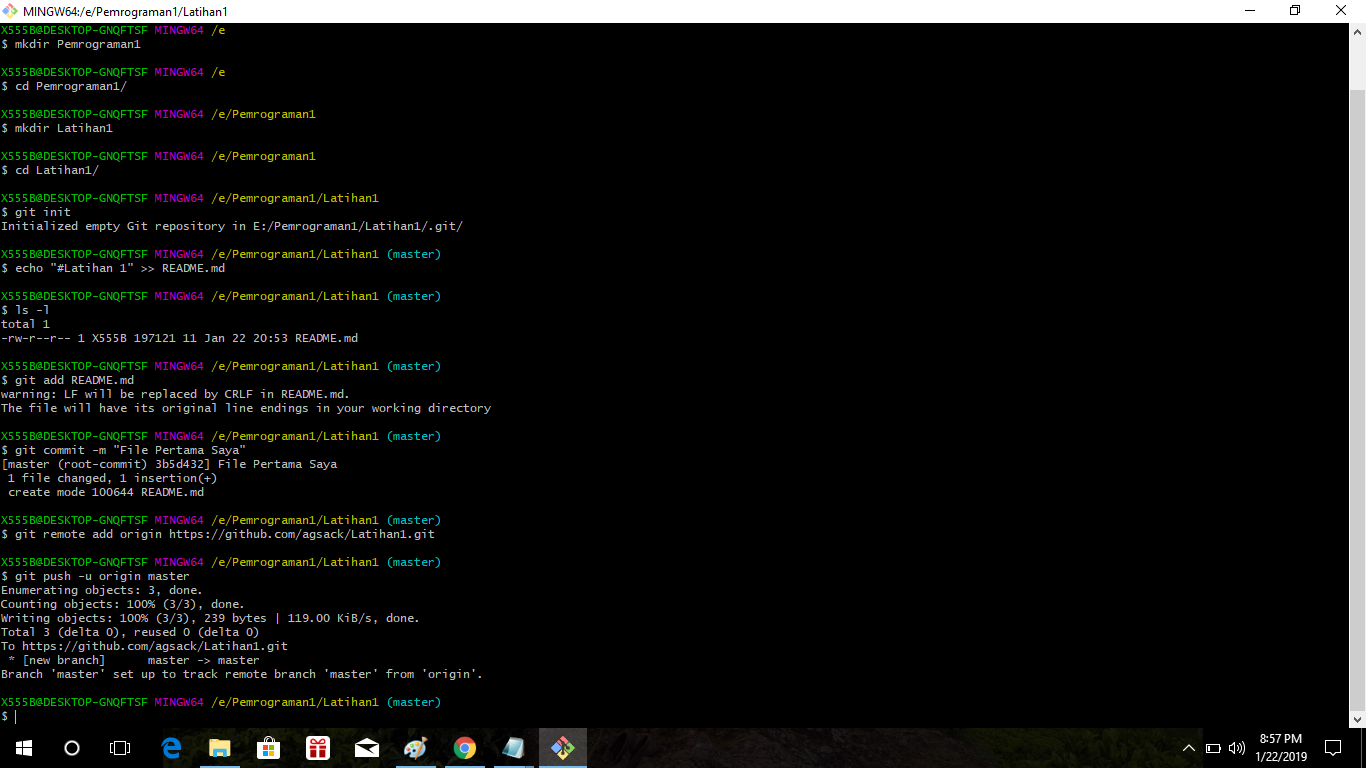 MINGW64:/e/Pemrograman1/Latihan1
X555B@DESKTOP-GNQFTSF MINGW64 /e
$ mkdir Pemrograman1
X555B@DESKTOP-GNQFTSF MINGW64 /e
$ cd Pemrograman1/
X555B@DESKTOP-GNQFTSF MINGW64 /e/Pemrograman1
$ mkdir Latihan1
X555B@DESKTOP-GNQFTSF MINGW64 /e/Pemrograman1
$ cd Latihan1/
X555B@DESKTOP-GNQFTSF MINGW64 /e/Pemrograman1/Latihan1
$ git init
Initialized empty Git repository in E:/Pemrograman1/Latihan1/.git/
X555B@DESKTOP-GNQFTSF MINGW64 /e/Pemrograman1/Latihan1 (master)
$ echo "#Latihan 1" >> README.md
X555B@DESKTOP-GNQFTSF MINGW64 /e/Pemrograman1/Latihan1 (master)
$ ls -l
total 1
-rw-r--r-- 1 X555B 197121 11 Jan 22 20:53 README.md
X555B@DESKTOP-GNQFTSF MINGW64 /e/Pemrograman1/Latihan1 (master)
$ git add README.md
warning: LF will be replaced by CRLF in README.md.
The file will have its original line endings in your working directory
X555B@DESKTOP-GNQFTSF MINGW64 /e/Pemrograman1/Latihan1 (master)
$ git commit -m "File Pertama Saya"
[master (root-commit) 3b5d432] File Pertama Saya
 1 file changed, 1 insertion(+)
 create mode 100644 README.md
X555B@DESKTOP-GNQFTSF MINGW64 /e/Pemrograman1/Latihan1 (master)
$ git remote add origin https://github.com/agsack/Latihan1.git
X555B@DESKTOP-GNQFTSF MINGW64 /e/Pemrograman1/Latihan1 (master)
$ git push -u origin master
Enumerating objects: 3, done.
Counting objects: 100% (3/3), done.
Writing objects: 100% (3/3), 239 bytes | 119.00 KiB/s, done.
Total 3 (delta 0), reused 0 (delta 0)
To https://github.com/agsack/Latihan1.git
 * [new branch]      master -> master
Branch 'master' set up to track remote branch 'master' from 'origin'.
X555B@DESKTOP-GNQFTSF MINGW64 /e/Pemrograman1/Latihan1 (master)
$
8:57 PM
1/22/2019